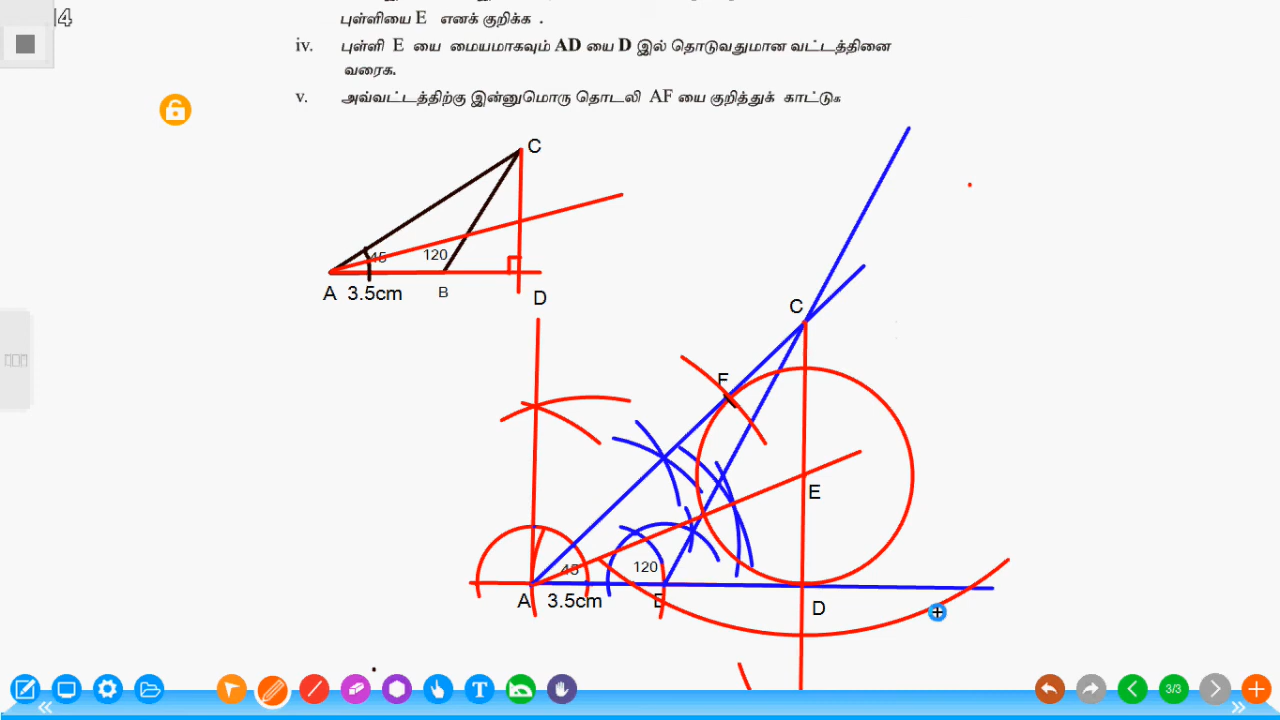 14
புள்ளியை E எனக் குறிக்க .
iv. புள்ளி E யை மையமாகவும் AD யை D இல் தொடுவதுமான வட்டத்தினை
வரைக.
v. அவ்வட்டத்திற்கு இன்னுமொரு தொடலி AF யை குறித்துக் காட்டுக
C
45 120
A 3.5cm B D
C
F
E
45 120
A 3.5cm B D
3/3